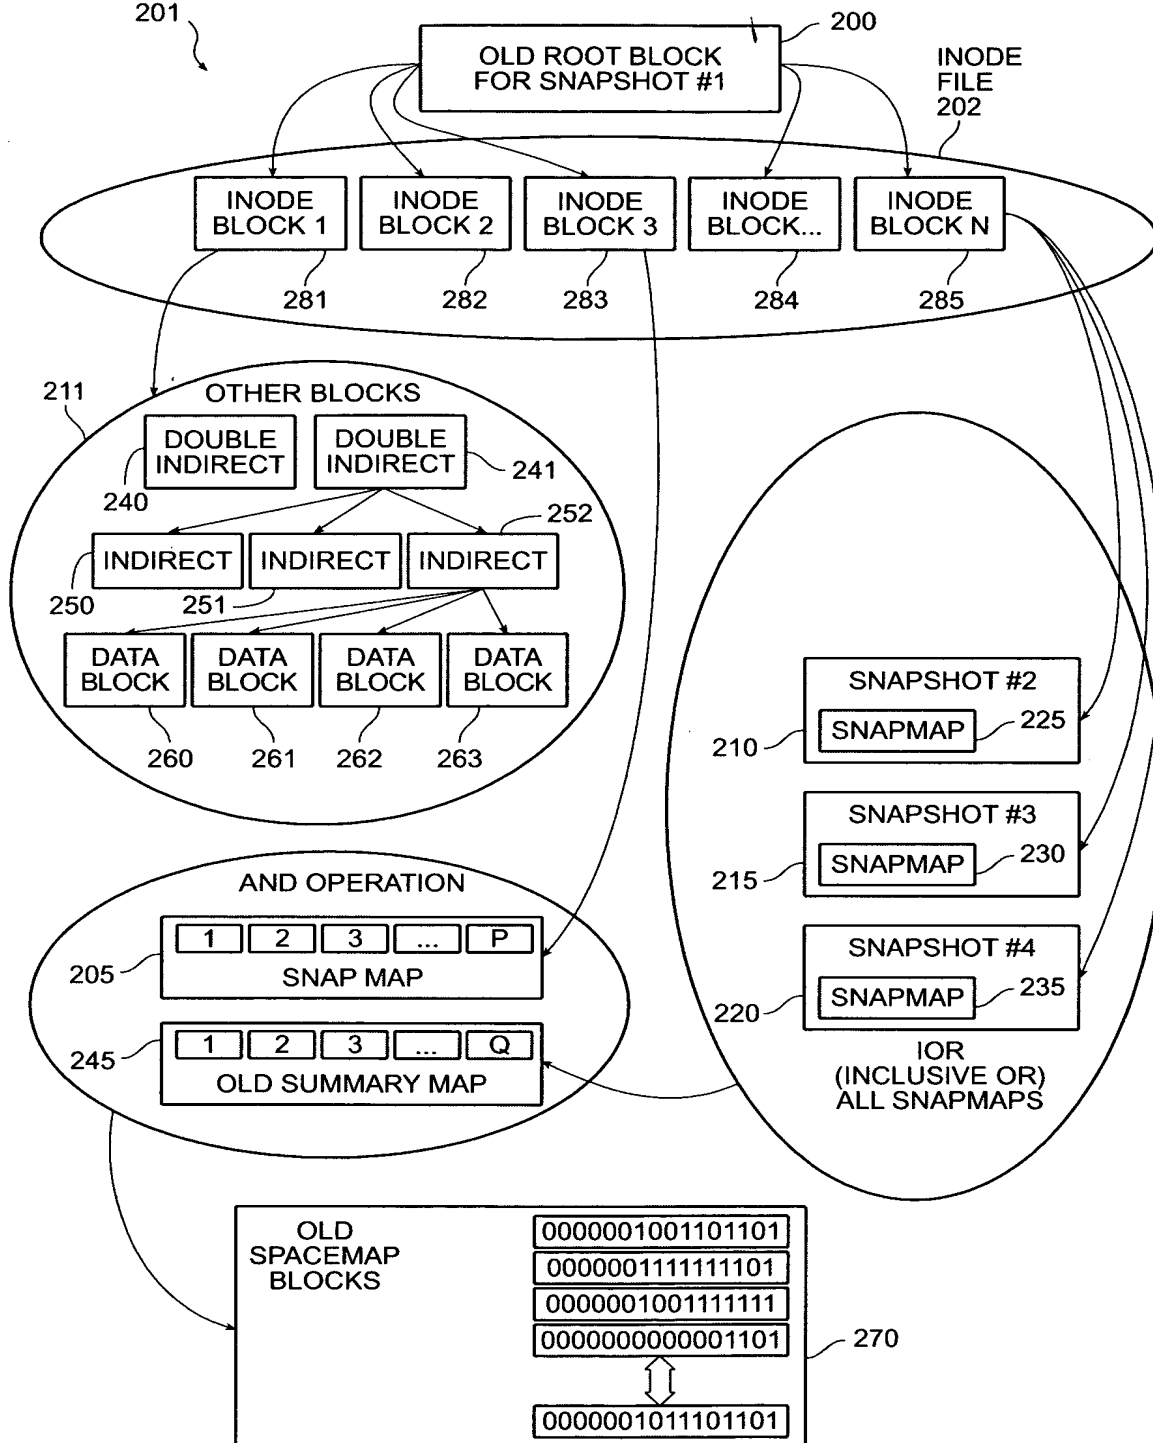 201
200
OLD ROOT BLOCK
FOR SNAPSHOT #1
INODE
FILE
202
INODE
BLOCK 1
INODE
BLOCK 2
INODE
BLOCK 3
INODE
BLOCK...
INODE
BLOCK N
281
282
283
284
285
211
OTHER BLOCKS
DOUBLE
INDIRECT
DOUBLE
INDIRECT
240
241
252
INDIRECT
INDIRECT
INDIRECT
250
251
DATA
BLOCK
DATA
BLOCK
DATA
BLOCK
DATA
BLOCK
260
261
262
263
SNAPSHOT #2
SNAPMAP
225
210
SNAPSHOT #3
SNAPMAP
230
215
SNAPSHOT #4
SNAPMAP
235
220
IOR
(INCLUSIVE OR)
ALL SNAPMAPS
AND OPERATION
1 2 3 ... P
SNAP MAP
205
1 2 3 ... Q
OLD SUMMARY MAP
245
OLD
SPACEMAP
BLOCKS
0000001001101101
0000001111111101
0000001001111111
0000000000001101
0000001011101101
270